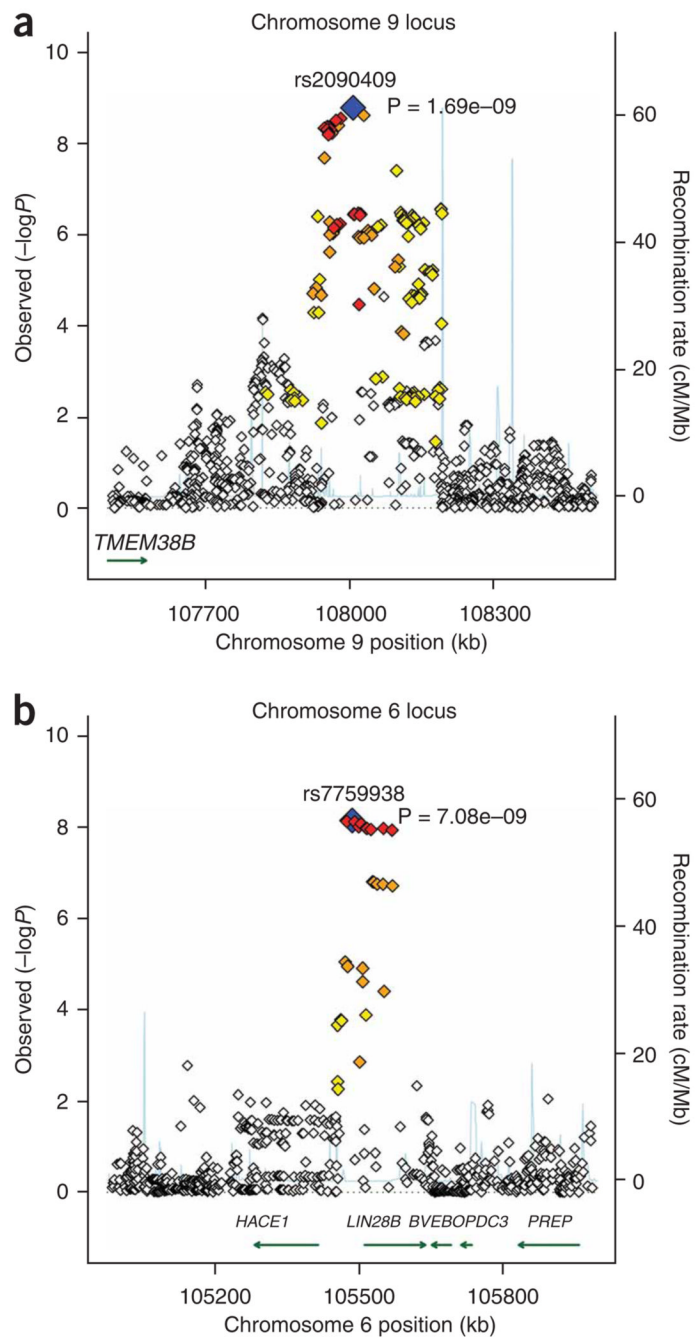 a
Chromosome 9 locus
10
8
6
4
2
0
Observed (−logP)
rs2090409
P = 1.69e–09
60
40
20
0
Recombination rate (cM/Mb)
TMEM38B
107700 108000 108300
Chromosome 9 position (kb)
b
Chromosome 6 locus
10
8
6
4
2
0
Observed (−logP)
rs7759938
P = 7.08e–09
60
40
20
0
Recombination rate (cM/Mb)
HACE1 LIN28B BVEBOPDC3 PREP
105200 105500 105800
Chromosome 6 position (kb)